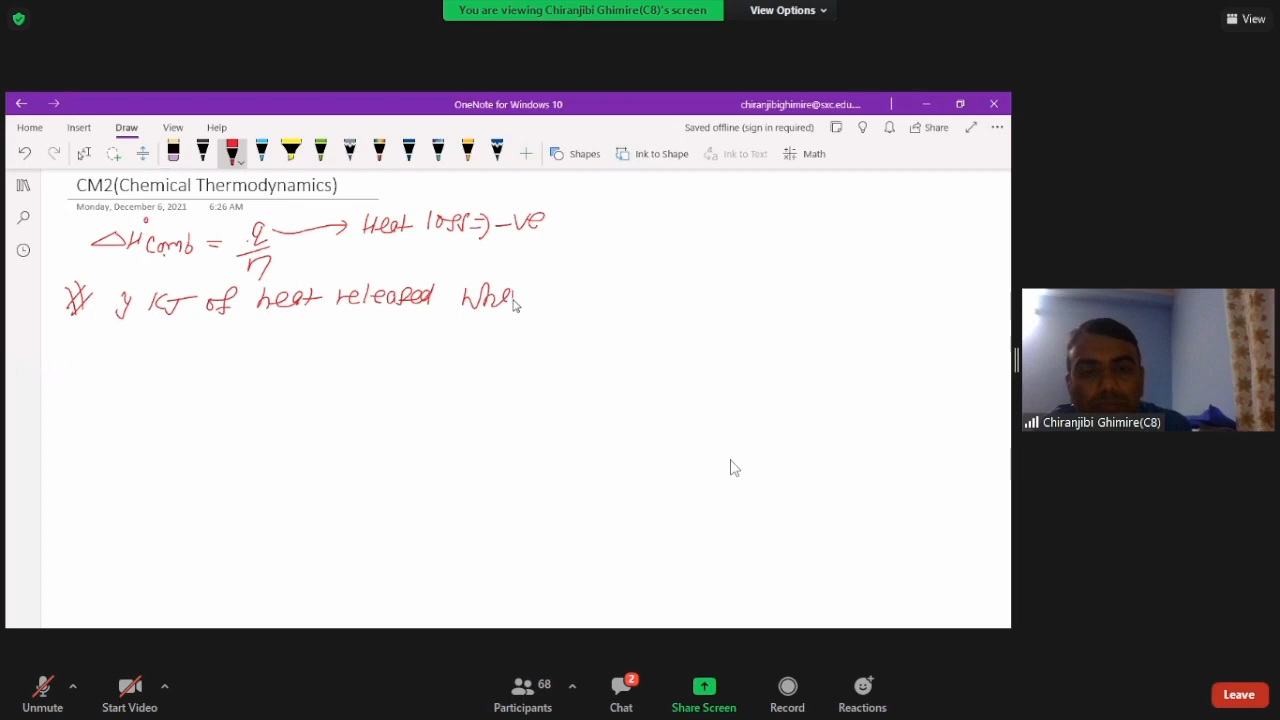 You are viewing Chiranjibi Ghimire(C8)'s screen
View Options
View
OneNote for Windows 10
chiranjibighimire@sxc.edu....
Home Insert Draw View Help
Saved offline (sign in required)
Share
Shapes
Ink to Shape
Ink to Text
Math
CM2(Chemical Thermodynamics)
Monday, December 6, 2021 6:26 AM
ΔH°comb = q/n → Heat loss ⇒ -ve
y KJ of heat released whe
Chiranjibi Ghimire(C8)
Unmute
Start Video
68
Participants
2
Chat
Share Screen
Record
Reactions
Leave